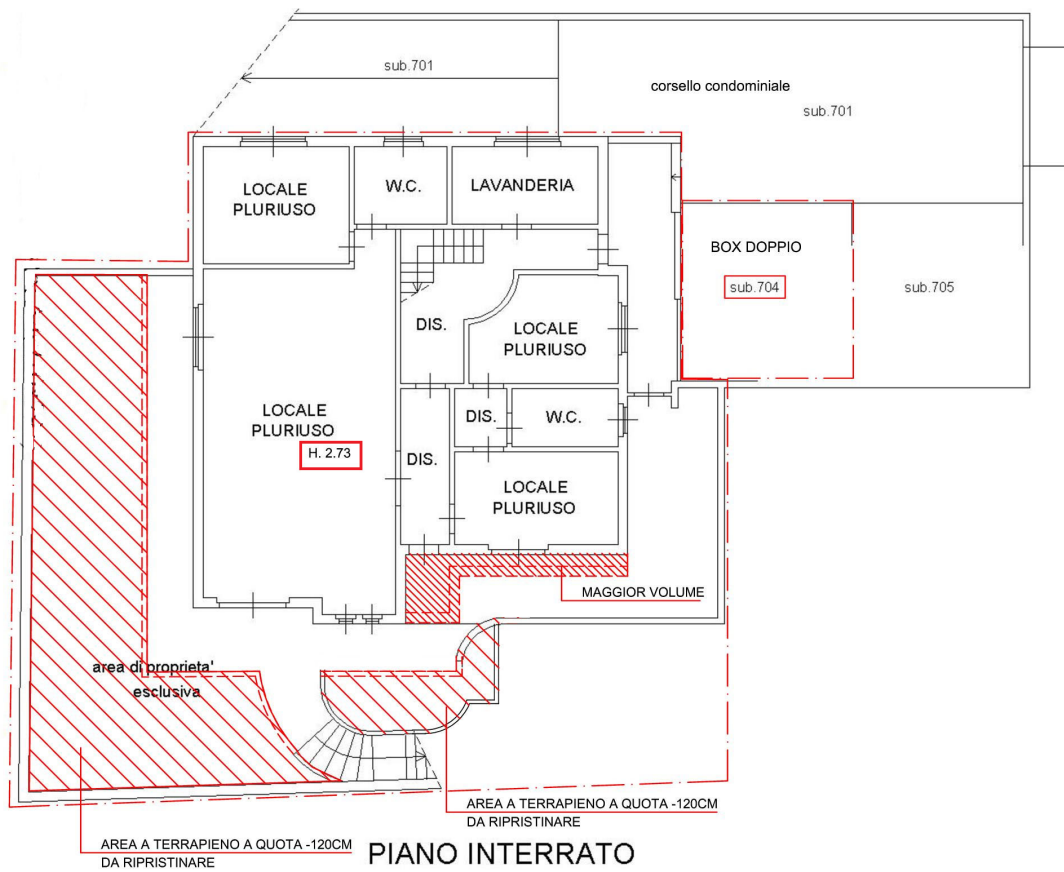 sub.701
corsello condominiale
sub.701
LOCALE
PLURIUSO
W.C.
LAVANDERIA
BOX DOPPIO
sub.704
sub.705
DIS.
LOCALE
PLURIUSO
LOCALE
PLURIUSO
H. 2.73
DIS.
W.C.
DIS.
LOCALE
PLURIUSO
MAGGIOR VOLUME
area di proprieta'
esclusiva
AREA A TERRAPIENO A QUOTA -120CM
DA RIPRISTINARE
AREA A TERRAPIENO A QUOTA -120CM
DA RIPRISTINARE
PIANO INTERRATO